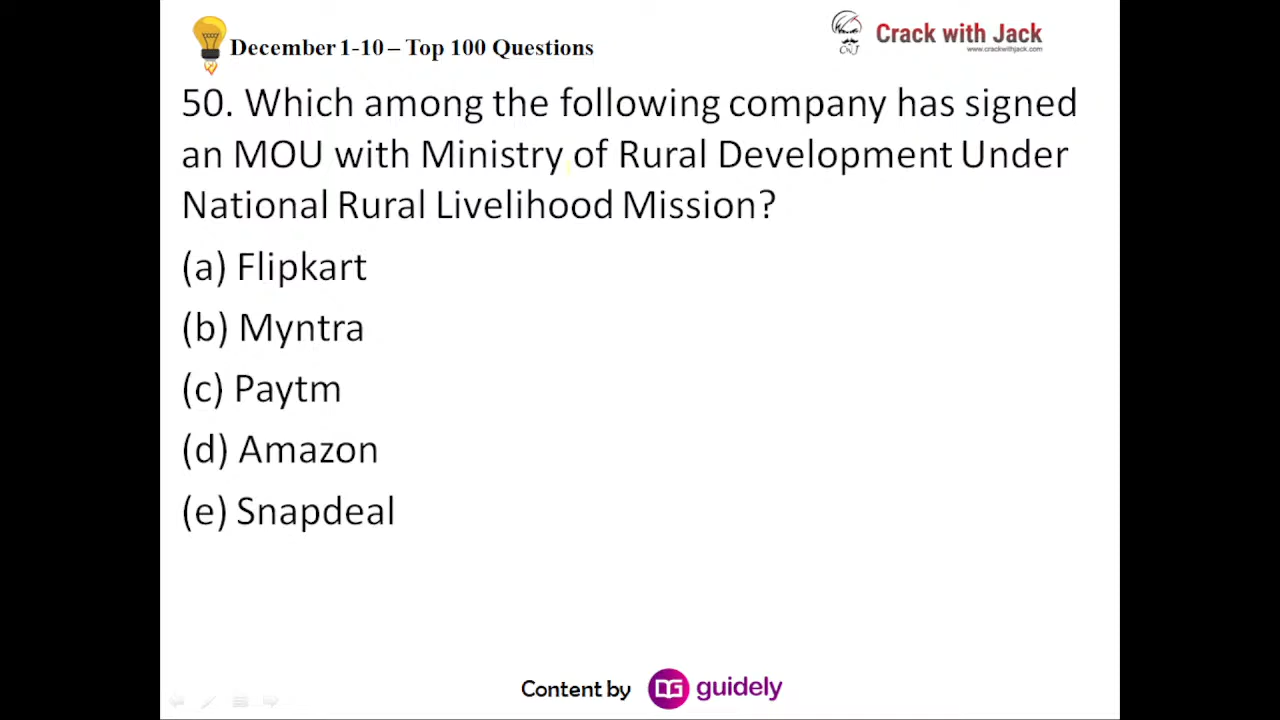 December 1-10 – Top 100 Questions
Crack with Jack
www.crackwithjack.com
CwJ
50. Which among the following company has signed
an MOU with Ministry of Rural Development Under
National Rural Livelihood Mission?
(a) Flipkart
(b) Myntra
(c) Paytm
(d) Amazon
(e) Snapdeal
Content by guidely